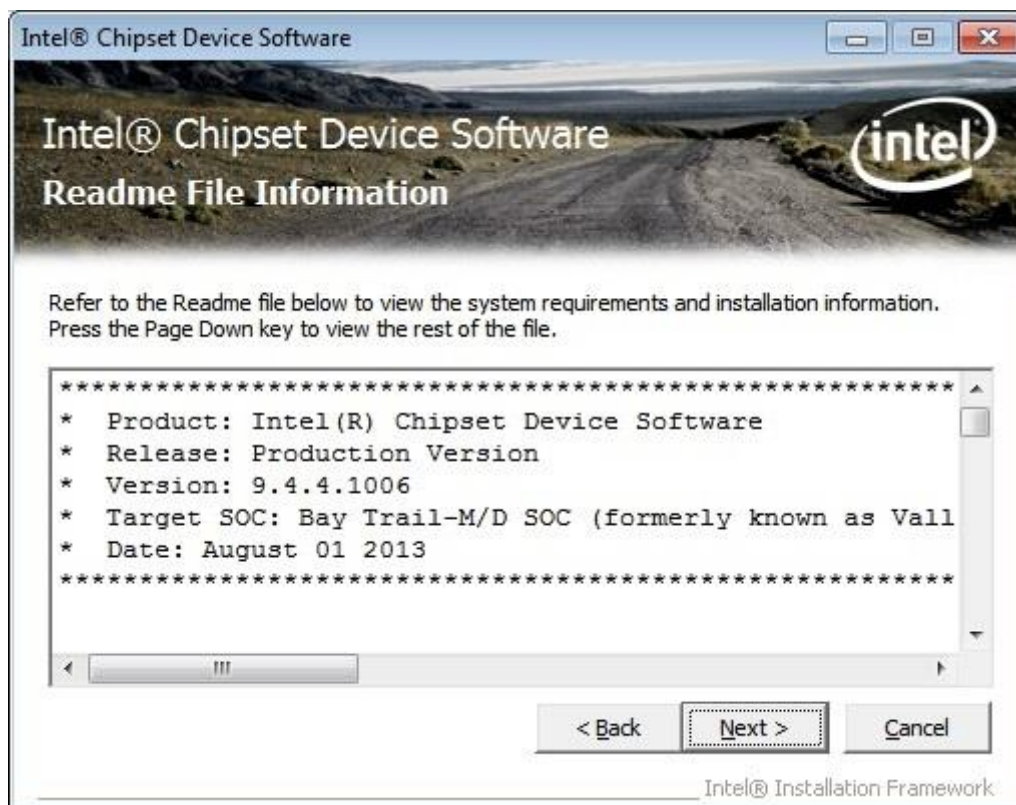 Intel® Chipset Device Software
Intel® Chipset Device Software
intel
Readme File Information
Refer to the Readme file below to view the system requirements and installation information.
Press the Page Down key to view the rest of the file.
********************************************************
* Product: Intel(R) Chipset Device Software
* Release: Production Version
* Version: 9.4.4.1006
* Target SOC: Bay Trail-M/D SOC (formerly known as Vall
* Date: August 01 2013
********************************************************
< Back
Next >
Cancel
Intel® Installation Framework